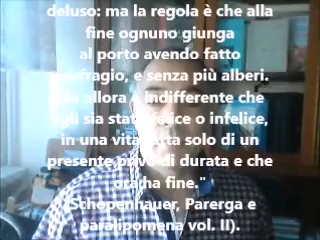 deluso: ma la regola è che alla
fine ognuno giunga
al porto avendo fatto
naufragio, e senza più alberi.
allora è indifferente che
egli sia stato felice o infelice,
in una vita fatta solo di un
presente privo di durata e che
ora ha fine."
(Schopenhauer, Parerga e
paralipomena vol. II).